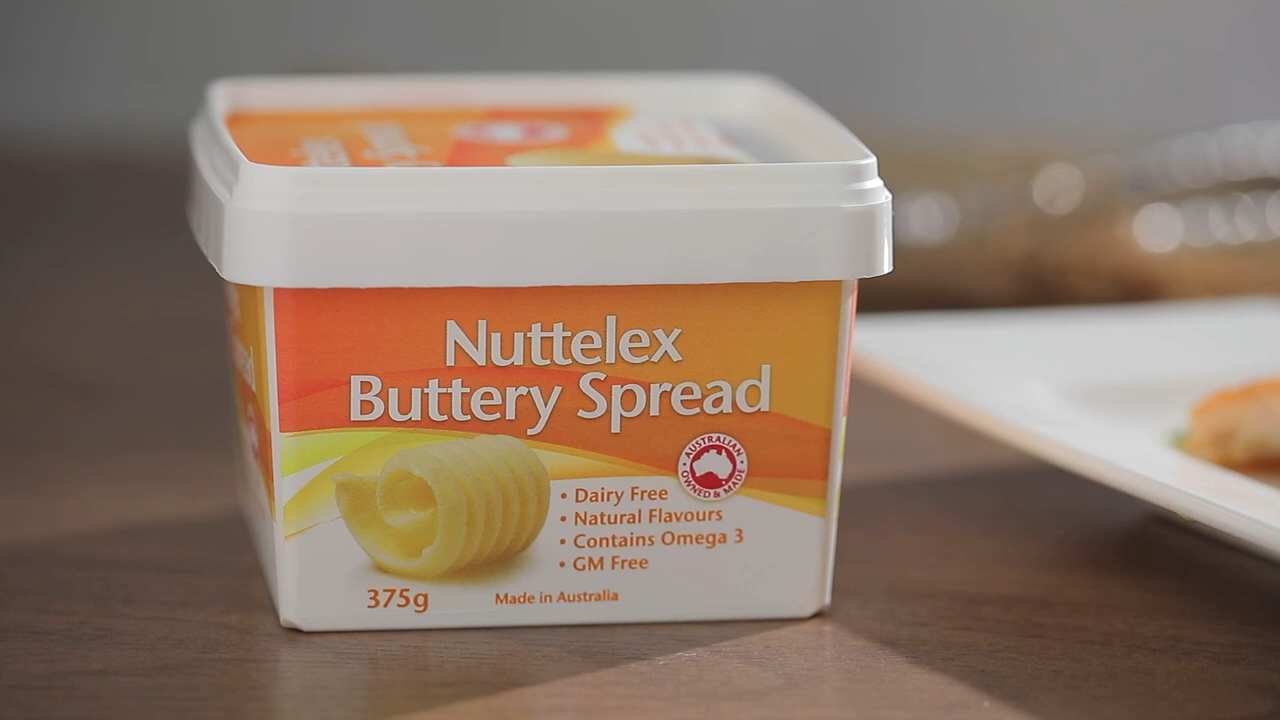 Nuttelex
Buttery Spread
AUSTRALIAN
OWNED & MADE
• Dairy Free
• Natural Flavours
• Contains Omega 3
• GM Free
375g
Made in Australia